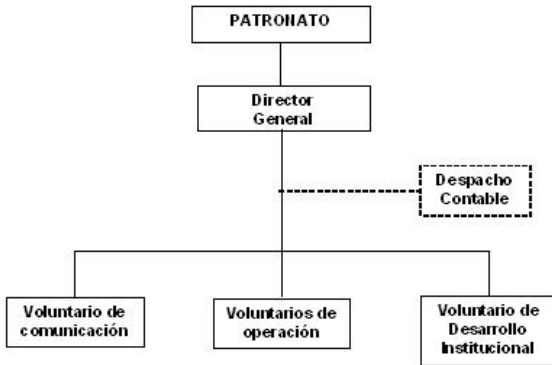 PATRONATO
Director
General
Despacho
Contable
Voluntario de
comunicación
Voluntarios de
operación
Voluntario de
Desarrollo
Institucional